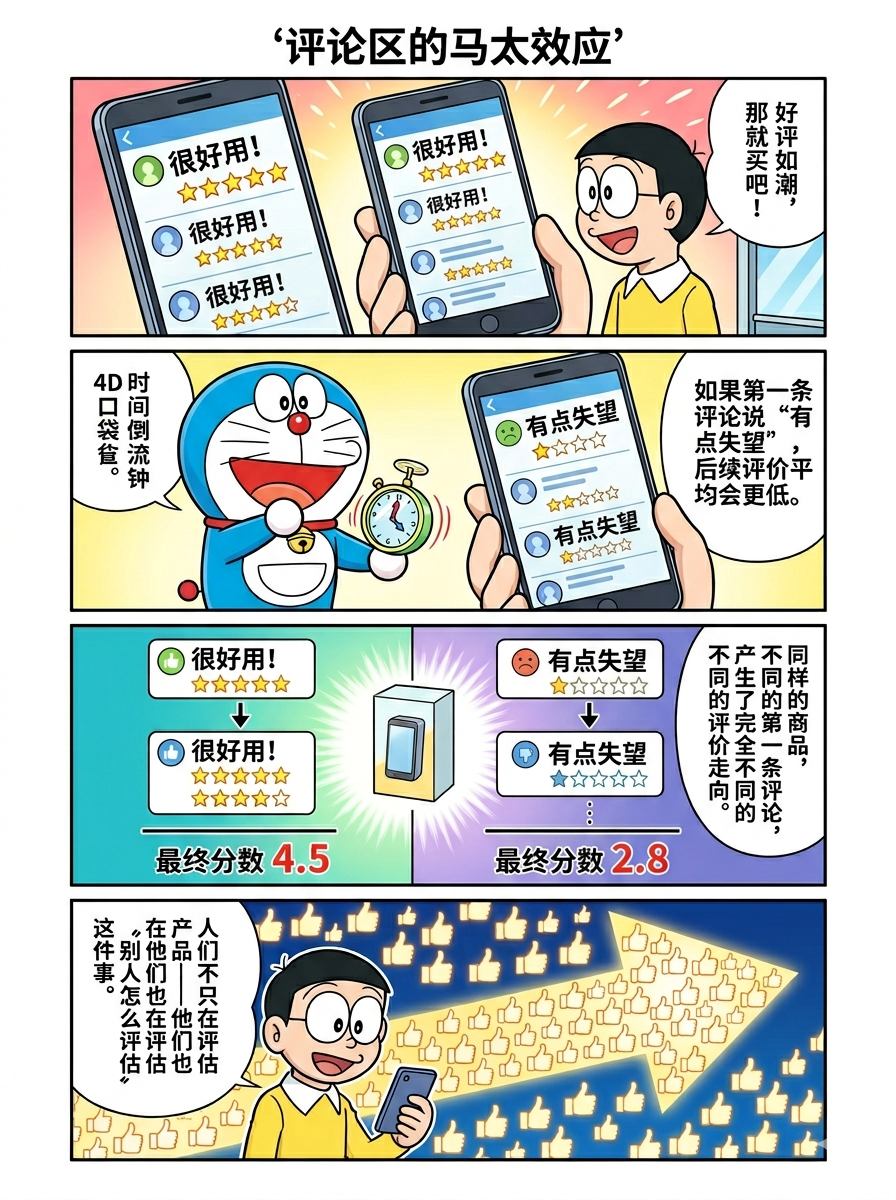 ‘评论区的马太效应’
很好用！
很好用！
很好用！
很好用！
很好用！
好评如潮，
那就买吧！
时间倒流钟
4D口袋。
有点失望
有点失望
如果第一条
评论说“有
点失望”，
后续评价平
均会更低。
很好用！
很好用！
最终分数 4.5
有点失望
有点失望
最终分数 2.8
同样的商品，
不同的第一条评论，
产生了完全不同的
不同的评价走向。
人们不只在评估
产品——他们也
在他们也在评估
“别人怎么评估”
这件事。